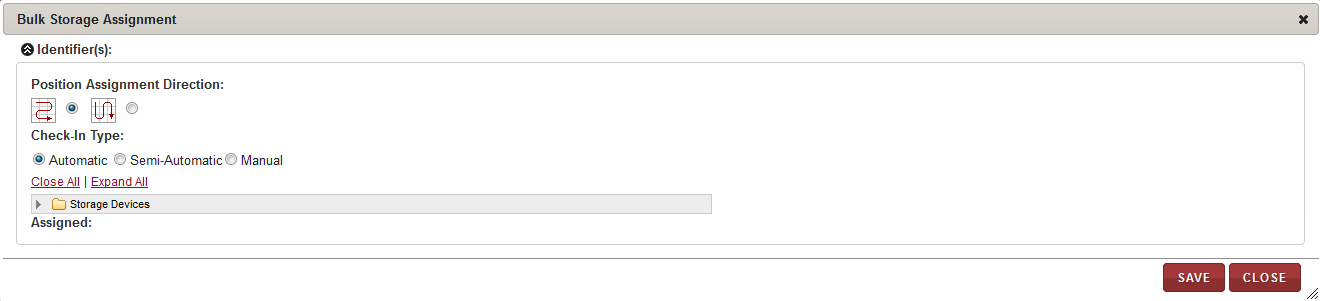 Bulk Storage Assignment
Identifier(s):
Position Assignment Direction:
Check-In Type:
Automatic Semi-Automatic Manual
Close All | Expand All
Storage Devices
Assigned:
SAVE CLOSE